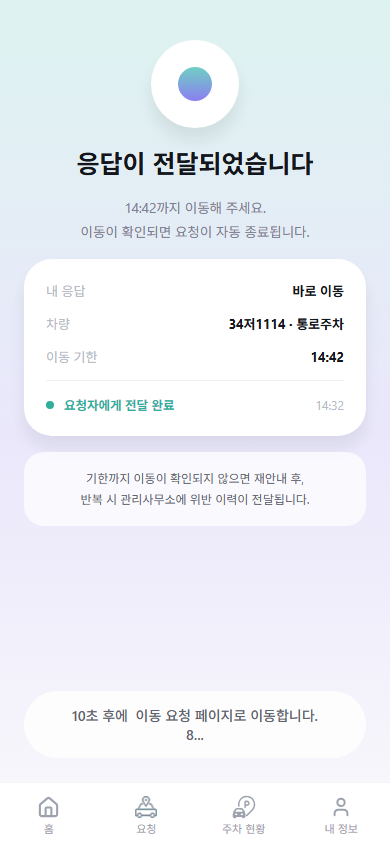 응답이 전달되었습니다
14:42까지 이동해 주세요.
이동이 확인되면 요청이 자동 종료됩니다.
내 응답 바로 이동
차량 34저1114 · 통로주차
이동 기한 14:42
요청자에게 전달 완료 14:32
기한까지 이동이 확인되지 않으면 재안내 후,
반복 시 관리사무소에 위반 이력이 전달됩니다.
10초 후에 이동 요청 페이지로 이동합니다.
8...
홈 요청 주차 현황 내 정보